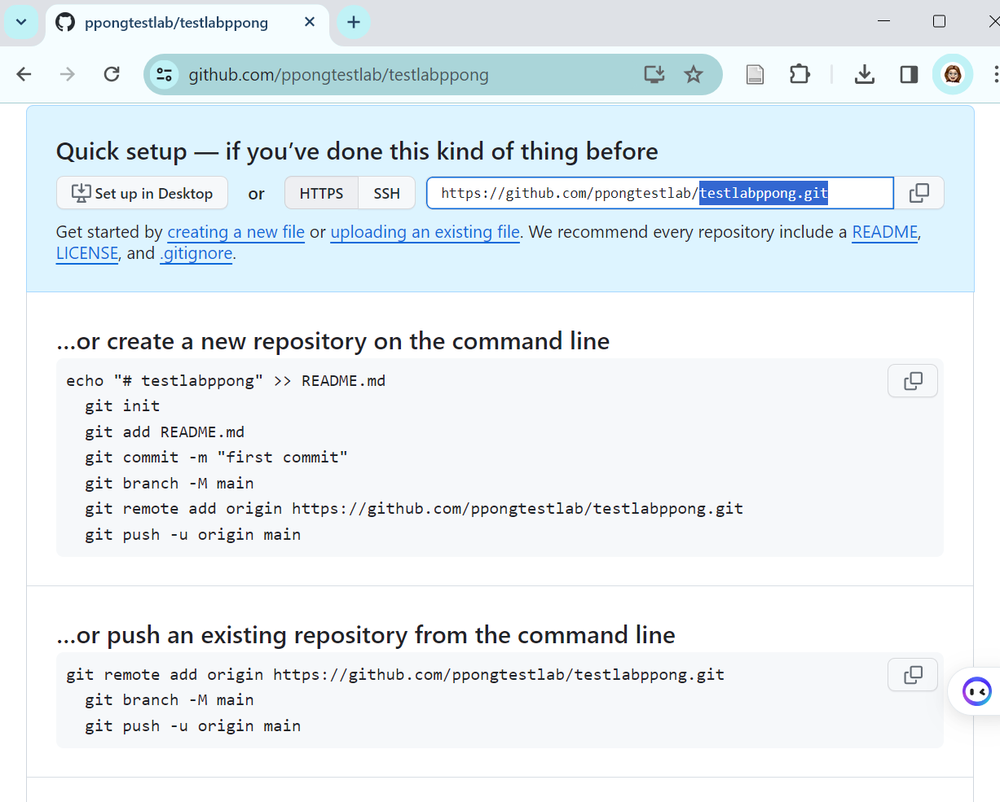 ppongtestlab/testlabppong
github.com/ppongtestlab/testlabppong
Quick setup — if you’ve done this kind of thing before
Set up in Desktop or HTTPS SSH https://github.com/ppongtestlab/testlabppong.git
Get started by creating a new file or uploading an existing file. We recommend every repository include a README,
LICENSE, and .gitignore.
…or create a new repository on the command line
echo "# testlabppong" >> README.md
git init
git add README.md
git commit -m "first commit"
git branch -M main
git remote add origin https://github.com/ppongtestlab/testlabppong.git
git push -u origin main
…or push an existing repository from the command line
git remote add origin https://github.com/ppongtestlab/testlabppong.git
git branch -M main
git push -u origin main